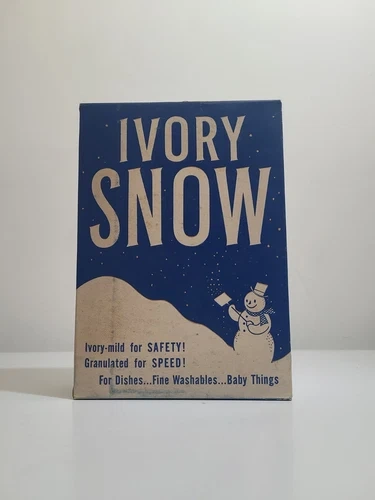 IVORY
SNOW
Ivory-mild for SAFETY!
Granulated for SPEED!
For Dishes...Fine Washables...Baby Things